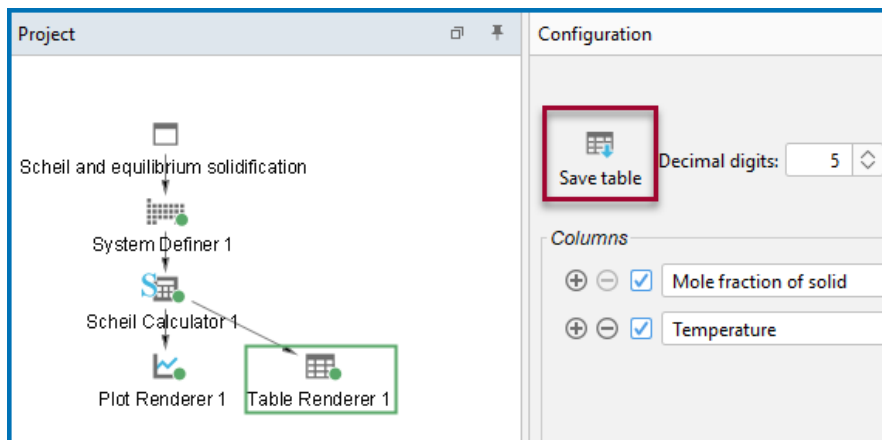 Project
Scheil and equilibrium solidification
System Definer 1
Scheil Calculator 1
Plot Renderer 1
Table Renderer 1
Configuration
Save table
Decimal digits: 5
Columns
Mole fraction of solid
Temperature